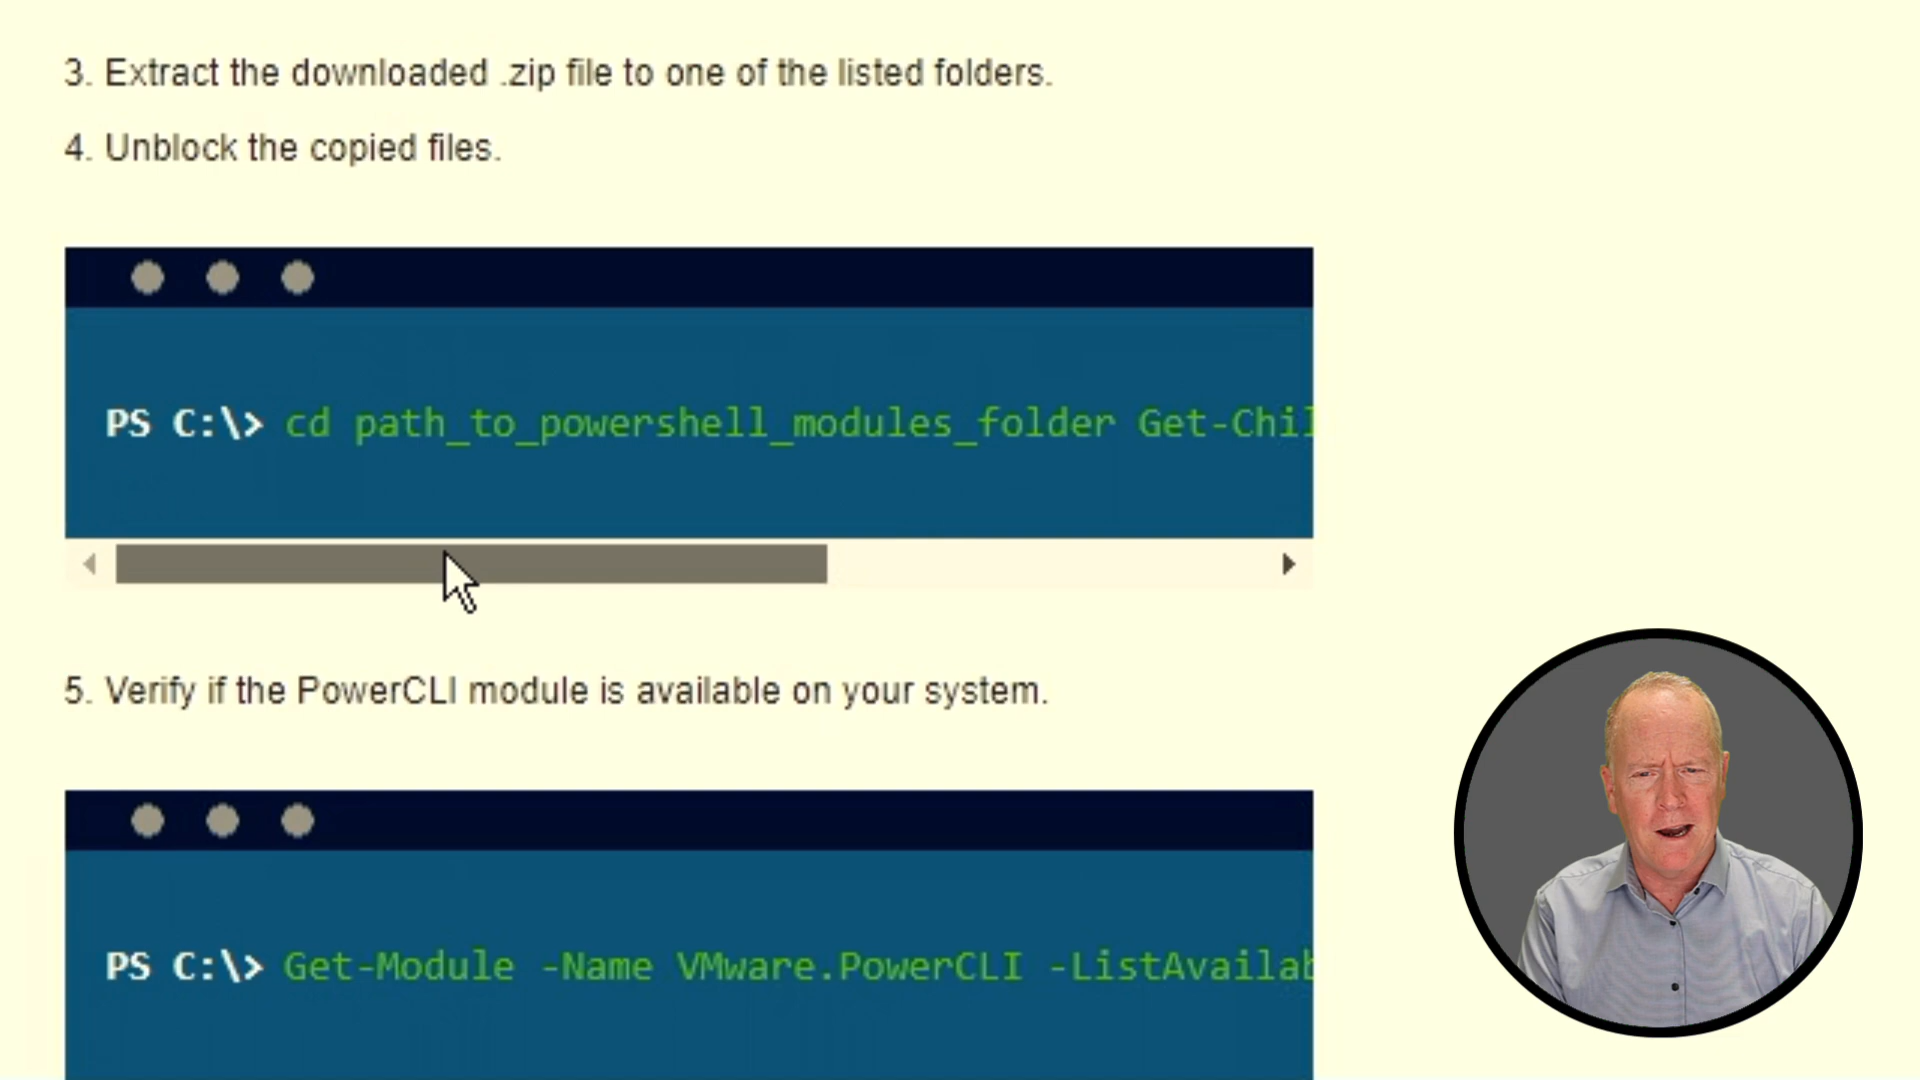 3. Extract the downloaded .zip file to one of the listed folders.
4. Unblock the copied files.
PS C:\> cd path_to_powershell_modules_folder Get-Chil
5. Verify if the PowerCLI module is available on your system.
PS C:\> Get-Module -Name VMware.PowerCLI -ListAvailab